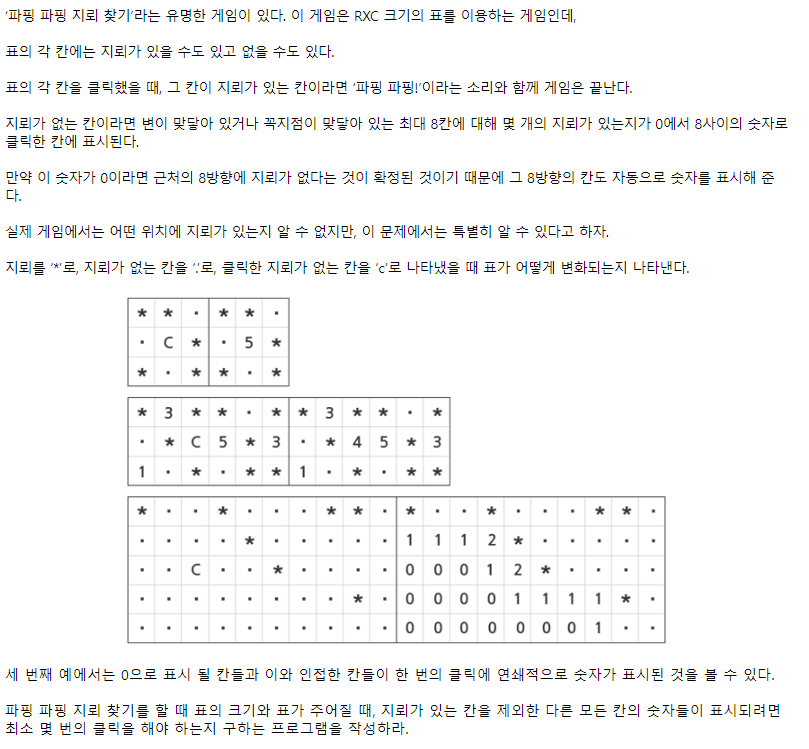 ‘파핑 파핑 지뢰 찾기’라는 유명한 게임이 있다. 이 게임은 RXC 크기의 표를 이용하는 게임인데,
표의 각 칸에는 지뢰가 있을 수도 있고 없을 수도 있다.
표의 각 칸을 클릭했을 때, 그 칸이 지뢰가 있는 칸이라면 ‘파핑 파핑!’이라는 소리와 함께 게임은 끝난다.
지뢰가 없는 칸이라면 변이 맞닿아 있거나 꼭지점이 맞닿아 있는 최대 8칸에 대해 몇 개의 지뢰가 있는지가 0에서 8사이의 숫자로
클릭한 칸에 표시된다.
만약 이 숫자가 0이라면 근처의 8방향에 지뢰가 없다는 것이 확정된 것이기 때문에 그 8방향의 칸도 자동으로 숫자를 표시해 준
다.
실제 게임에서는 어떤 위치에 지뢰가 있는지 알 수 없지만, 이 문제에서는 특별히 알 수 있다고 하자.
지뢰를 ‘*’로, 지뢰가 없는 칸을 ‘.’로, 클릭한 지뢰가 없는 칸을 ‘c’로 나타냈을 때 표가 어떻게 변화되는지 나타낸다.
* * · * * ·
· C * · 5 *
* · * * · *
* 3 * * · * * 3 * * · *
· * C 5 * 3 · * 4 5 * 3
1 · * · * * 1 · * · * *
* · · * · · · * * · * · · * · · · * * ·
· · · · * · · · · · 1 1 1 2 * · · · · ·
· · C · · * · · · · 0 0 0 1 2 * · · · ·
· · · · · · · · * · 0 0 0 0 1 1 1 1 * ·
· · · · · · · · · · 0 0 0 0 0 0 0 1 · ·
세 번째 예에서는 0으로 표시 될 칸들과 이와 인접한 칸들이 한 번의 클릭에 연쇄적으로 숫자가 표시된 것을 볼 수 있다.
파핑 파핑 지뢰 찾기를 할 때 표의 크기와 표가 주어질 때, 지뢰가 있는 칸을 제외한 다른 모든 칸의 숫자들이 표시되려면
최소 몇 번의 클릭을 해야 하는지 구하는 프로그램을 작성하라.